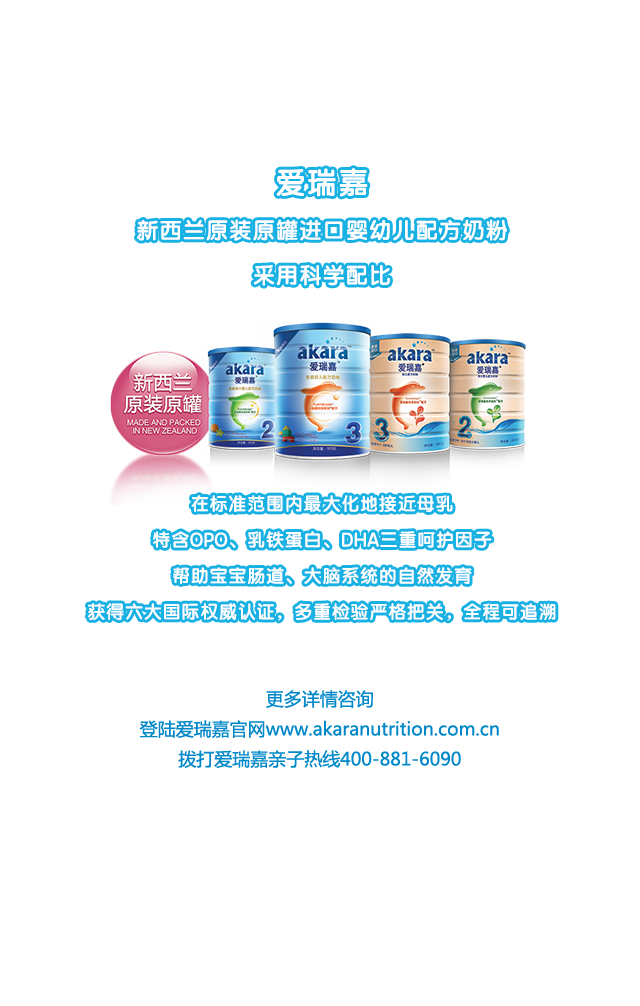 爱瑞嘉
新西兰原装原罐进口婴幼儿配方奶粉
采用科学配比
新西兰
原装原罐
MADE AND PACKED
IN NEW ZEALAND
akara
爱瑞嘉
2
akara
爱瑞嘉
3
akara
爱瑞嘉
3
akara
爱瑞嘉
2
在标准范围内最大化地接近母乳
特含OPO、乳铁蛋白、DHA三重呵护因子
帮助宝宝肠道、大脑系统的自然发育
获得六大国际权威认证，多重检验严格把关，全程可追溯
更多详情咨询
登陆爱瑞嘉官网www.akaranutrition.com.cn
拨打爱瑞嘉亲子热线400-881-6090